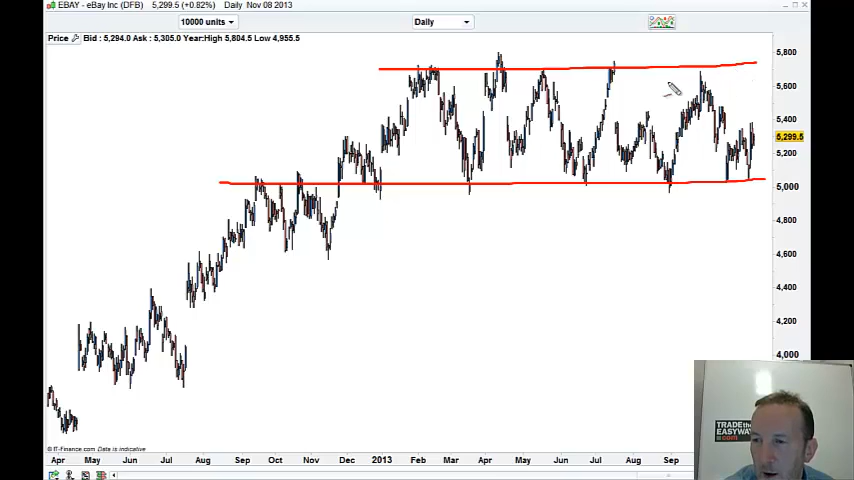 EBAY - eBay Inc (DFB) 5,299.5 (+0.82%) Daily Nov 08 2013
10000 units Daily
Price Bid : 5,294.0 Ask : 5,305.0 Year:High 5,804.5 Low 4,955.5
5,800
5,600
5,400
5,299.5
5,200
5,000
4,800
4,600
4,400
4,200
4,000
TRADE the
EASYWAY
.com
© IT-Finance.com Date is indicative
Apr May Jun Jul Aug Sep Oct Nov Dec 2013 Feb Mar Apr May Jun Jul Aug Sep